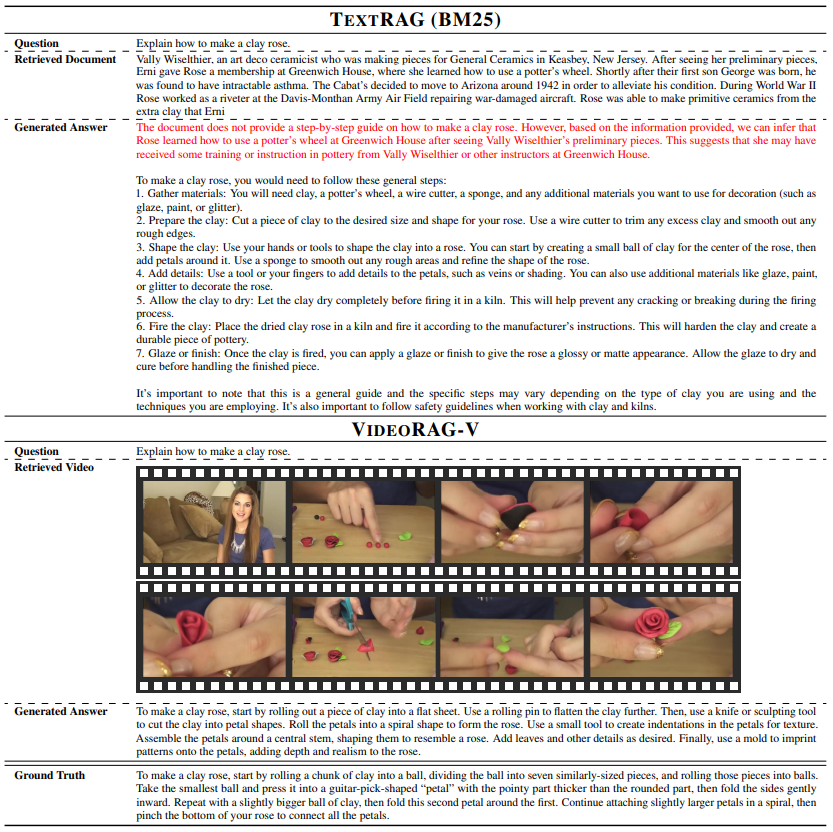 TEXTRAG (BM25)
Question Explain how to make a clay rose.
Retrieved Document Vally Wiselthier, an art deco ceramicist who was making pieces for General Ceramics in Keasbey, New Jersey. After seeing her preliminary pieces,
Erni gave Rose a membership at Greenwich House, where she learned how to use a potter's wheel. Shortly after their first son George was born, he
was found to have intractable asthma. The Cabat's decided to move to Arizona around 1942 in order to alleviate his condition. During World War II
Rose worked as a riveter at the Davis-Monthan Army Air Field repairing war-damaged aircraft. Rose was able to make primitive ceramics from the
extra clay that Erni
Generated Answer The document does not provide a step-by-step guide on how to make a clay rose. However, based on the information provided, we can infer that
Rose learned how to use a potter's wheel at Greenwich House after seeing Vally Wiselthier's preliminary pieces. This suggests that she may have
received some training or instruction in pottery from Vally Wiselthier or other instructors at Greenwich House.
To make a clay rose, you would need to follow these general steps:
1. Gather materials: You will need clay, a potter's wheel, a wire cutter, a sponge, and any additional materials you want to use for decoration (such as
glaze, paint, or glitter).
2. Prepare the clay: Cut a piece of clay to the desired size and shape for your rose. Use a wire cutter to trim any excess clay and smooth out any
rough edges.
3. Shape the clay: Use your hands or tools to shape the clay into a rose. You can start by creating a small ball of clay for the center of the rose, then
add petals around it. Use a sponge to smooth out any rough areas and refine the shape of the rose.
4. Add details: Use a tool or your fingers to add details to the petals, such as veins or shading. You can also use additional materials like glaze, paint,
or glitter to decorate the rose.
5. Allow the clay to dry: Let the clay dry completely before firing it in a kiln. This will help prevent any cracking or breaking during the firing
process.
6. Fire the clay: Place the dried clay rose in a kiln and fire it according to the manufacturer's instructions. This will harden the clay and create a
durable piece of pottery.
7. Glaze or finish: Once the clay is fired, you can apply a glaze or finish to give the rose a glossy or matte appearance. Allow the glaze to dry and
cure before handling the finished piece.
It's important to note that this is a general guide and the specific steps may vary depending on the type of clay you are using and the
techniques you are employing. It's also important to follow safety guidelines when working with clay and kilns.
VIDEORAG-V
Question Explain how to make a clay rose.
Retrieved Video
Generated Answer To make a clay rose, start by rolling out a piece of clay into a flat sheet. Use a rolling pin to flatten the clay further. Then, use a knife or sculpting tool
to cut the clay into petal shapes. Roll the petals into a spiral shape to form the rose. Use a small tool to create indentations in the petals for texture.
Assemble the petals around a central stem, shaping them to resemble a rose. Add leaves and other details as desired. Finally, use a mold to imprint
patterns onto the petals, adding depth and realism to the rose.
Ground Truth To make a clay rose, start by rolling a chunk of clay into a ball, dividing the ball into seven similarly-sized pieces, and rolling those pieces into balls.
Take the smallest ball and press it into a guitar-pick-shaped "petal" with the pointy part thicker than the rounded part, then fold the sides gently
inward. Repeat with a slightly bigger ball of clay, then fold this second petal around the first. Continue attaching slightly larger petals in a spiral, then
pinch the bottom of your rose to connect all the petals.